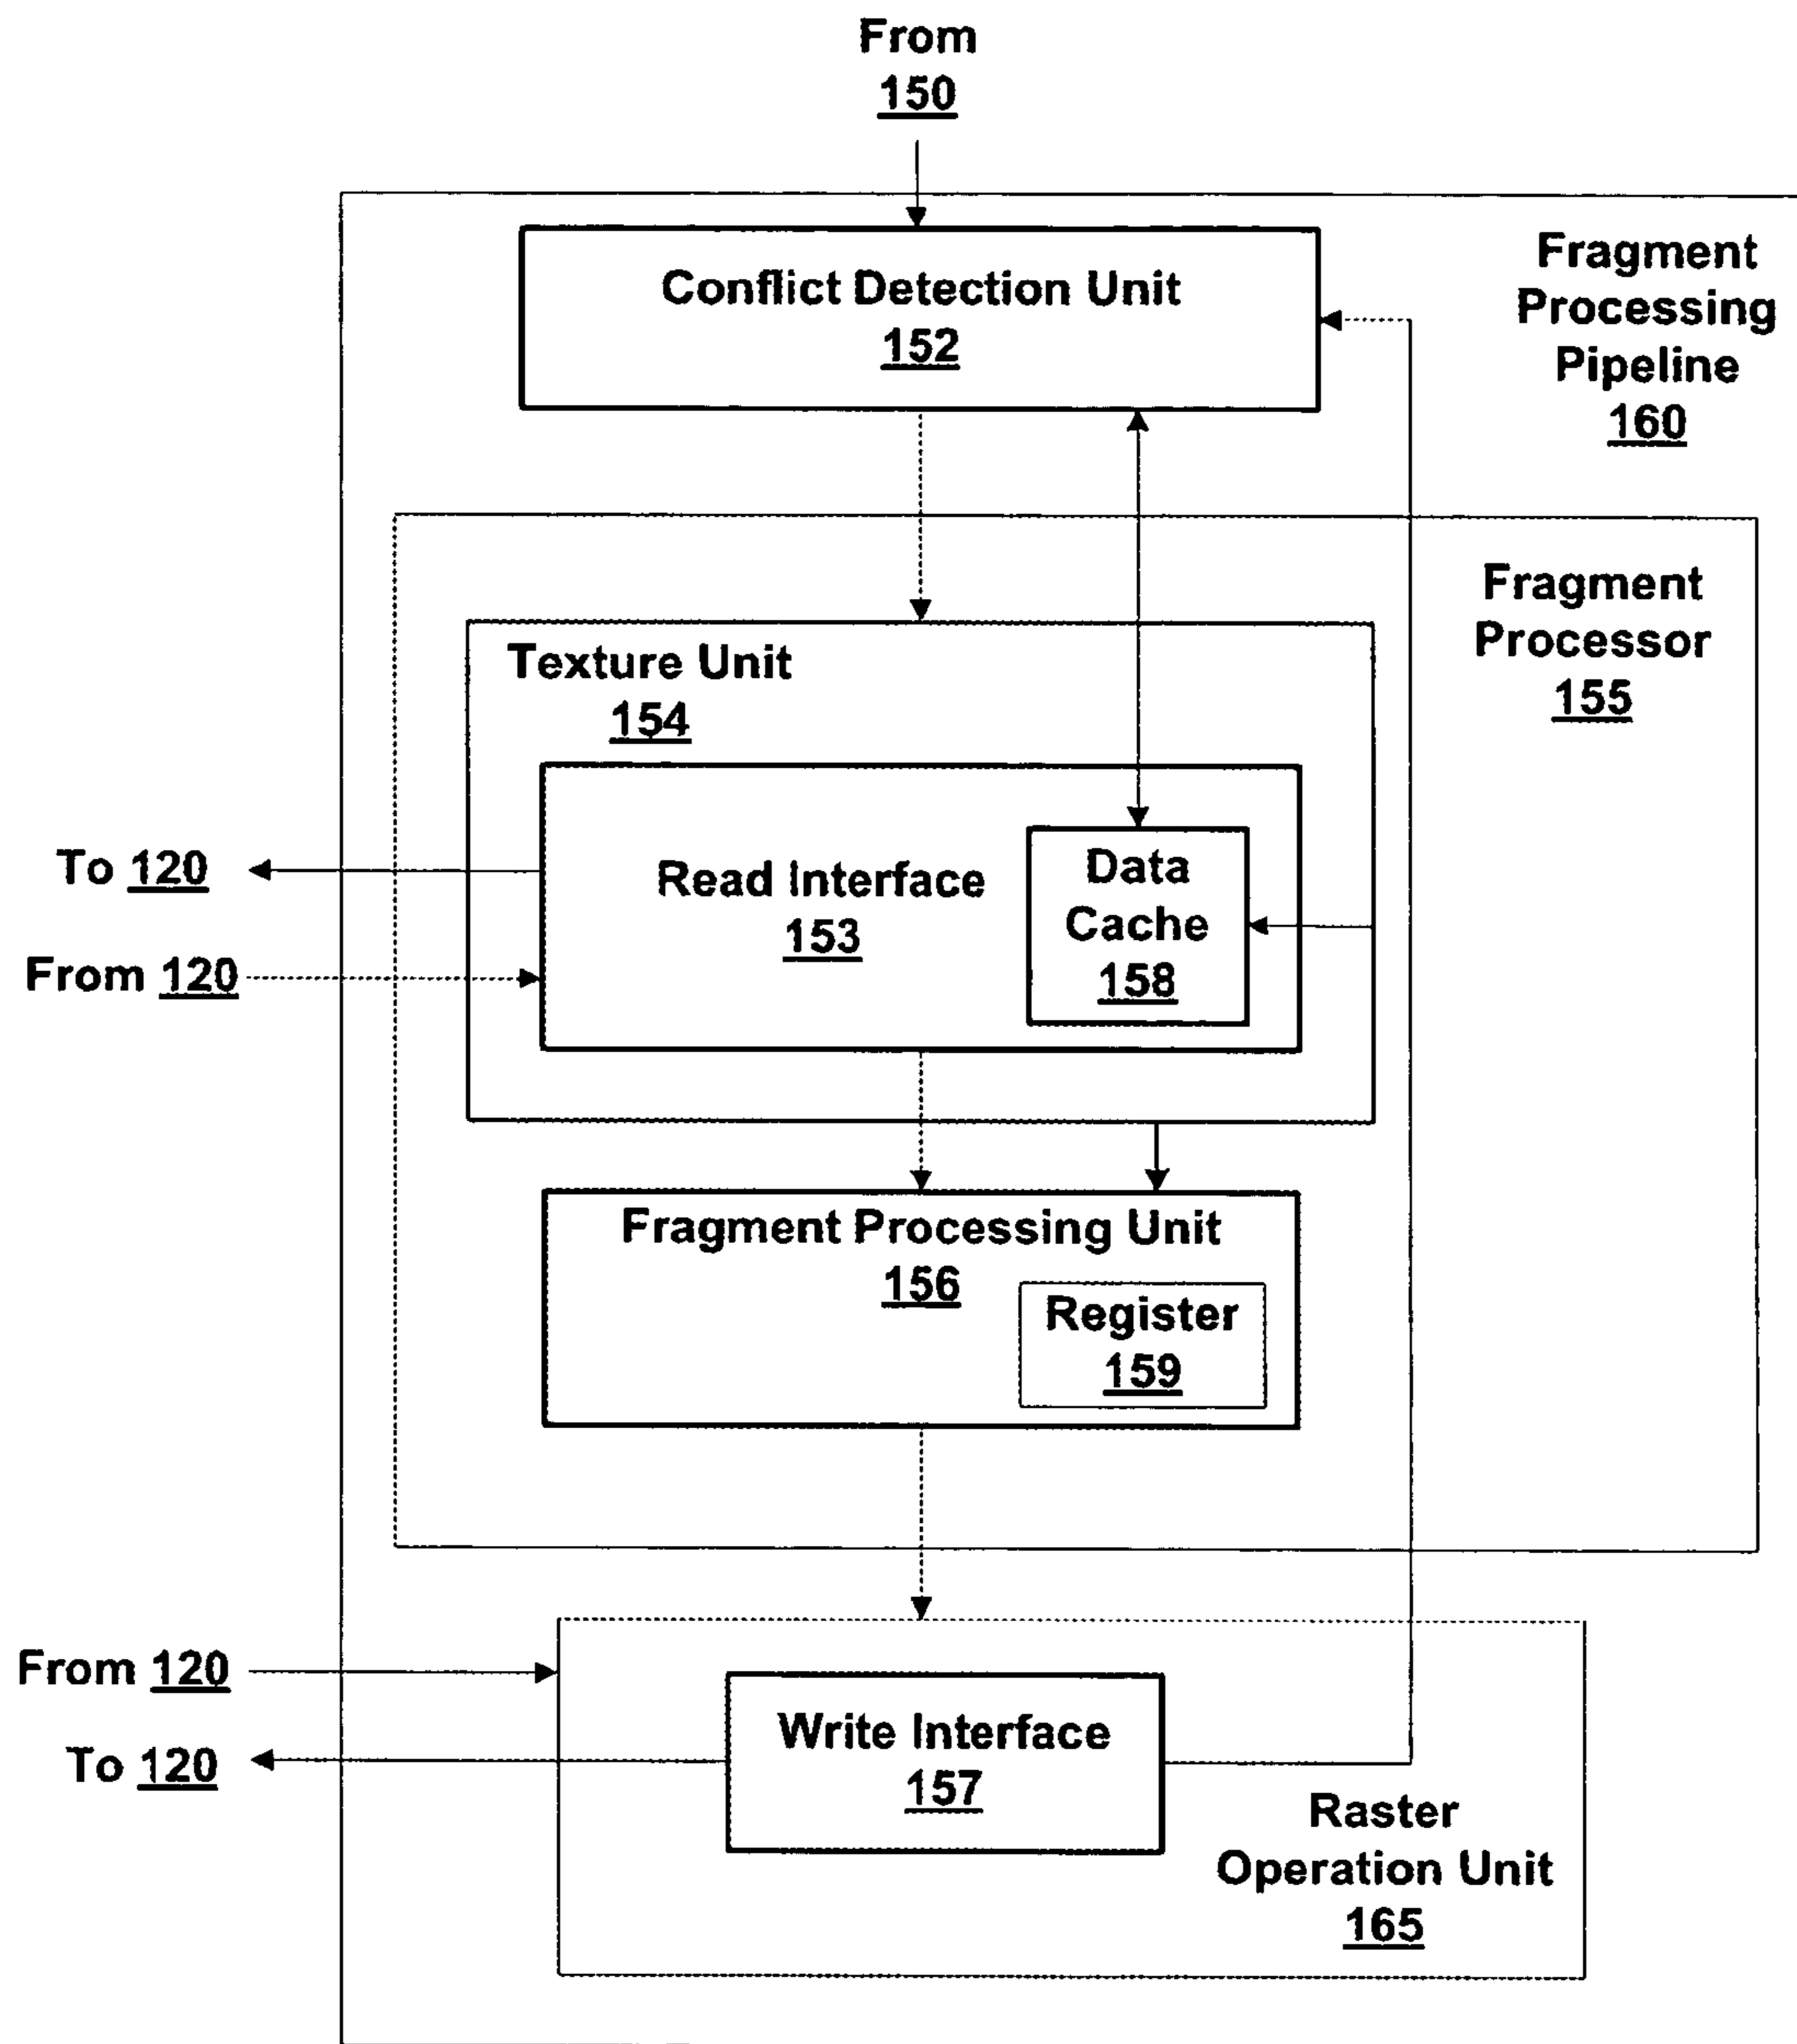 From
150
Conflict Detection Unit
152
Fragment
Processing
Pipeline
160
Fragment
Processor
155
Texture Unit
154
Read Interface
153
Data
Cache
158
To 120
From 120
Fragment Processing Unit
156
Register
159
From 120
To 120
Write Interface
157
Raster
Operation Unit
165